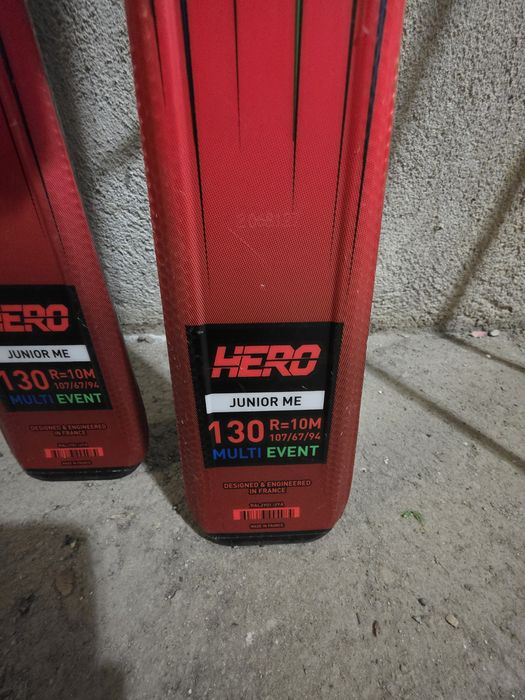 HERO
JUNIOR ME
130 R=10M
107/67/94
MULTI EVENT
DESIGNED & ENGINEERED
IN FRANCE
MADE IN FRANCE
ERO
JUNIOR ME
130 R=10M
107/67/94
MULTI EVENT
DESIGNED & ENGINEERED
IN FRANCE
MADE IN FRANCE